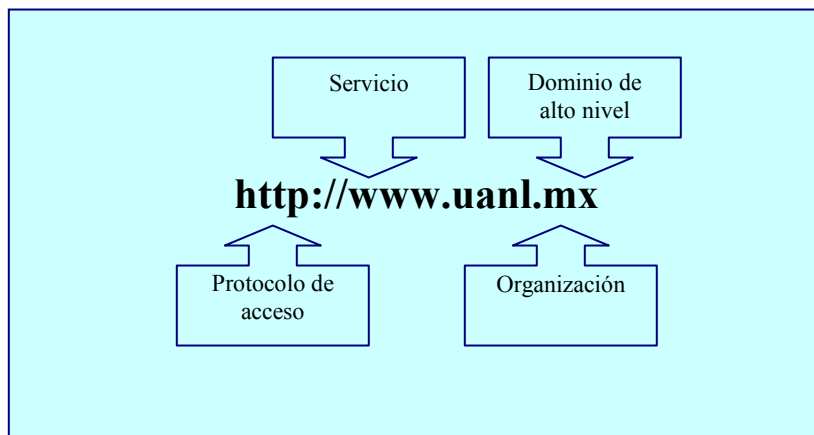 Servicio
Dominio de
alto nivel
http://www.uanl.mx
Protocolo de
acceso
Organización